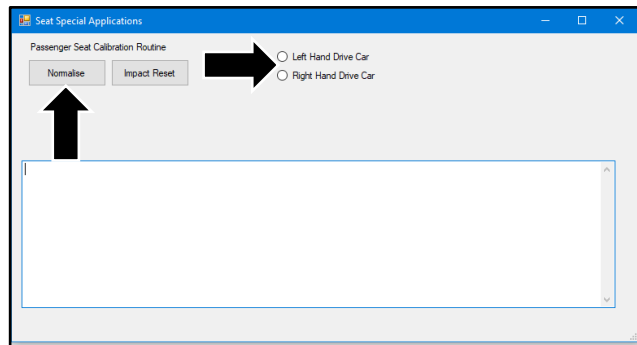 Seat Special Applications
Passenger Seat Calibration Routine
Normalise
Impact Reset
Left Hand Drive Car
Right Hand Drive Car